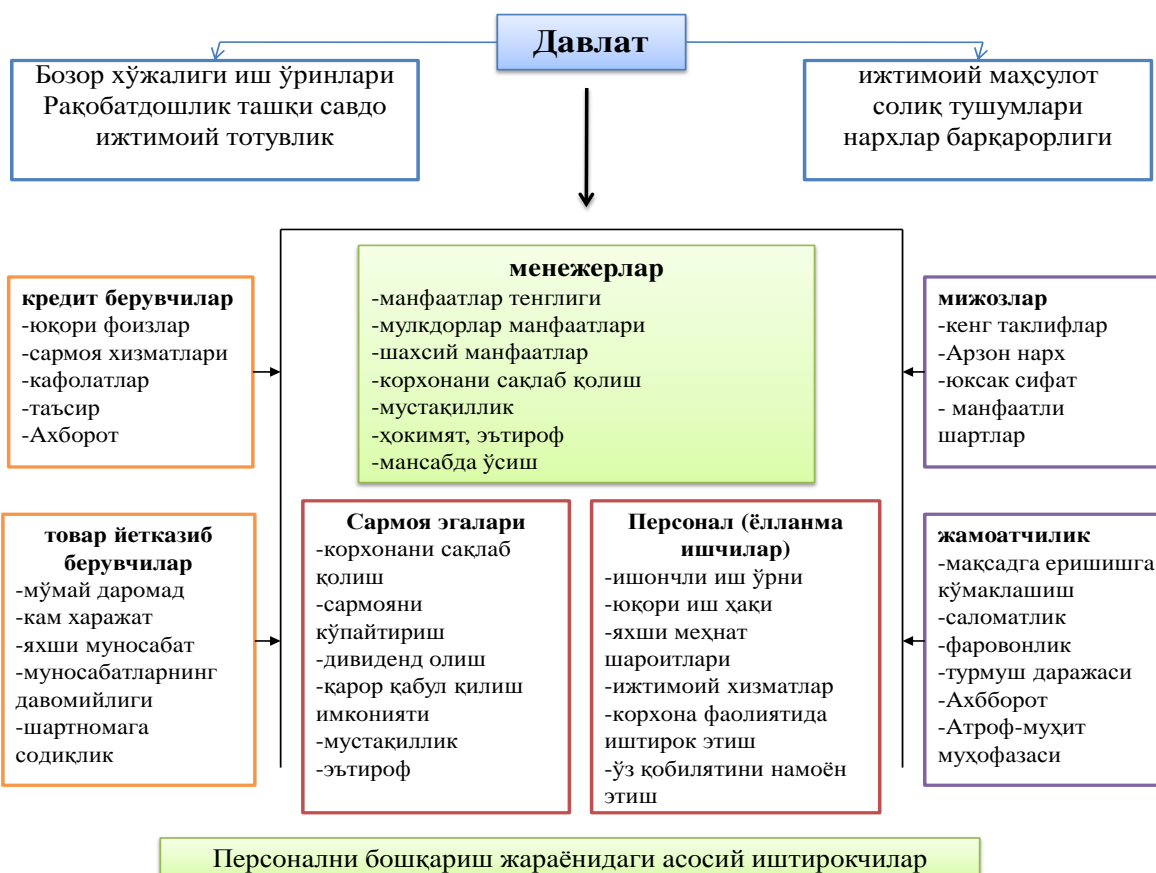 Давлат
Бозор хўжалиги иш ўринлари
Рақобатдошлик ташқи савдо
ижтимоий тотувлик
ижтимоий маҳсулот
солиқ тушумлари
нархлар барқарорлиги
менежерлар
-манфаатлар тенглиги
-мулкдорлар манфаатлари
-шахсий манфаатлар
-корхонани сақлаб қолиш
-мустақиллик
-ҳокимят, эътироф
-мансабда ўсиш
кредит берувчилар
-юқори фоизлар
-сармоя хизматлари
-кафолатлар
-таъсир
-Ахборот
мижозлар
-кенг таклифлар
-Арзон нарх
-юксак сифат
- манфаатли
шартлар
товар йетказиб
берувчилар
-мўмай даромад
-кам харажат
-яхши муносабат
-муносабатларнинг
давомийлиги
-шартномага
содиқлик
Сармоя эгалари
-корхонани сақлаб
қолиш
-сармояни
кўпайтириш
-дивиденд олиш
-қарор қабул қилиш
имконияти
-мустақиллик
-эътироф
Персонал (ёлланма
ишчилар)
-ишончли иш ўрни
-юқори иш ҳақи
-яхши меҳнат
шароитлари
-ижтимоий хизматлар
-корхона фаолиятида
иштирок этиш
-ўз қобилятини намоён
этиш
жамоатчилик
-мақсадга еришишга
кўмаклашиш
-саломатлик
-фаровонлик
-турмуш даражаси
-Ахбборот
-Атроф-муҳит
муҳофазаси
Персонални бошқариш жараёнидаги асосий иштирокчилар